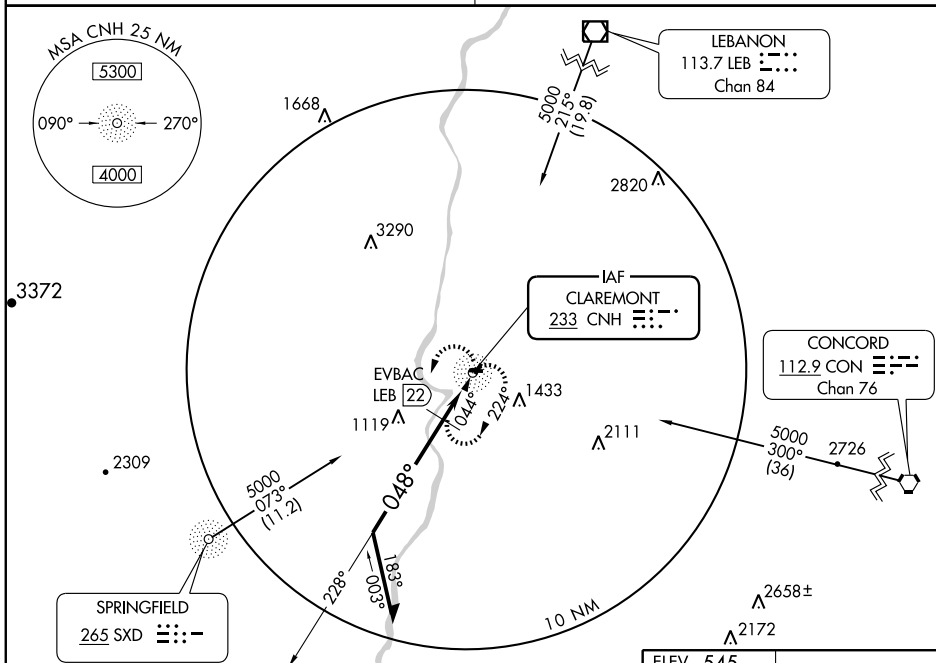 MSA CNH 25 NM
5300
090°
270°
4000
LEBANON
113.7 LEB
Chan 84
5000
215°
(19.8)
1668
2820
3290
3372
IAF
CLAREMONT
233 CNH
CONCORD
112.9 CON
Chan 76
EVBAC
LEB 22
044°
224°
1433
1119
2111
5000
300°
(36)
2726
2309
5000
073°
(11.2)
048°
183°
003°
228°
SPRINGFIELD
265 SXD
10 NM
2658±
2172
ELEV 545